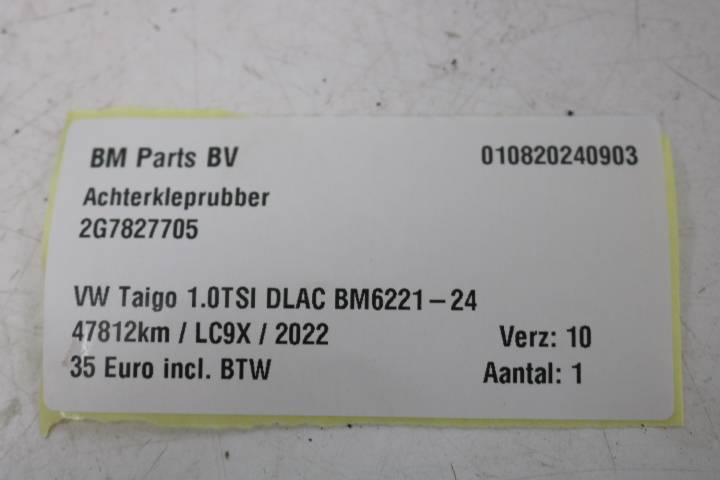 BM Parts BV 010820240903
Achterkleprubber
2G7827705
VW Taigo 1.0TSI DLAC BM6221-24
47812km / LC9X / 2022 Verz: 10
35 Euro incl. BTW Aantal: 1